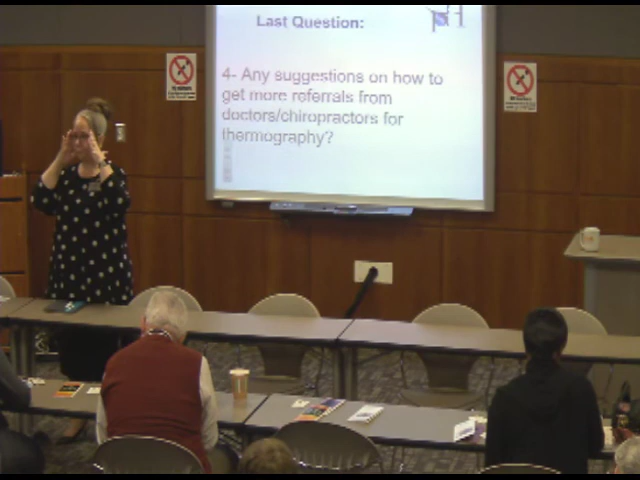 Last Question:
4- Any suggestions on how to
get more referrals from
doctors/chiropractors for
thermography?